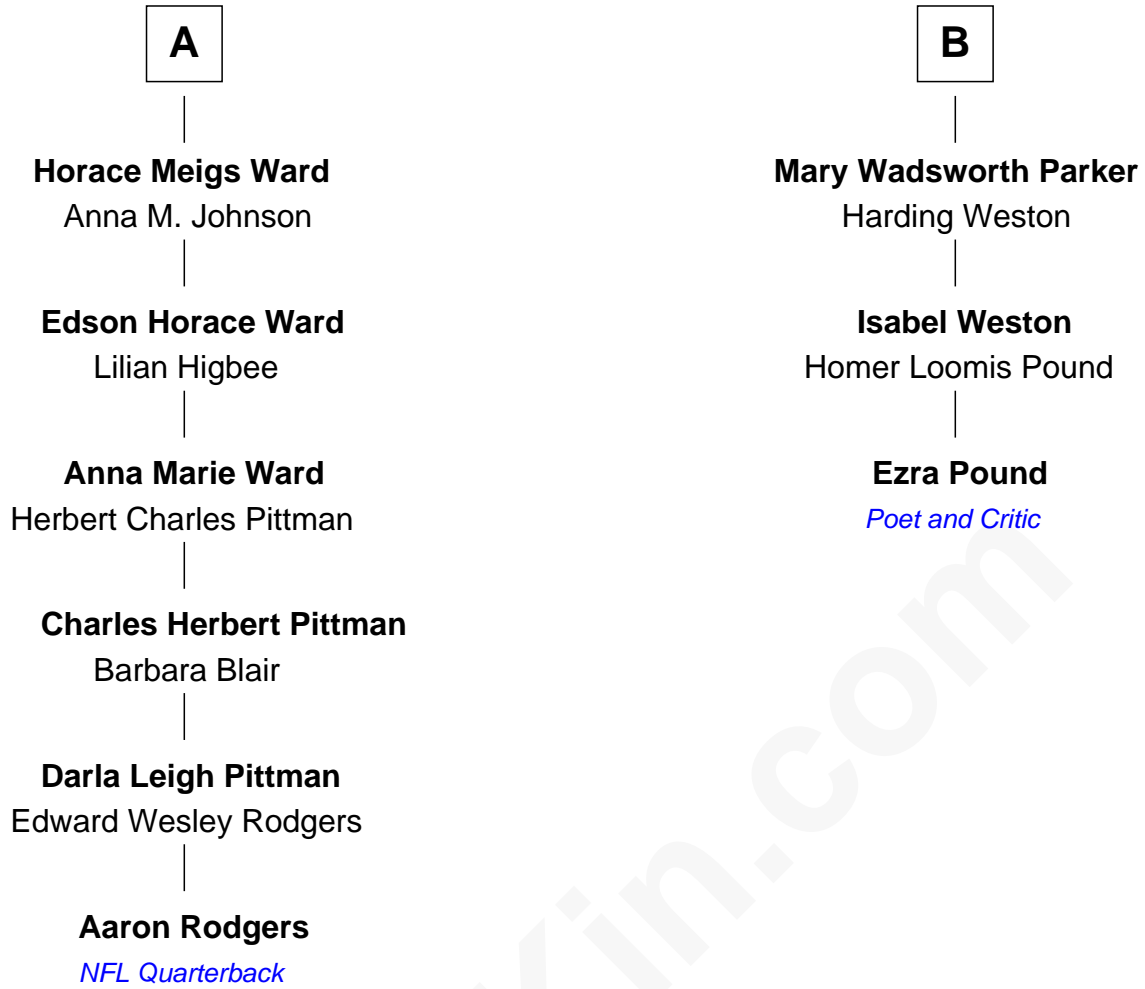 A
Horace Meigs Ward
Anna M. Johnson
Edson Horace Ward
Lilian Higbee
Anna Marie Ward
Herbert Charles Pittman
Charles Herbert Pittman
Barbara Blair
Darla Leigh Pittman
Edward Wesley Rodgers
Aaron Rodgers
NFL Quarterback
B
Mary Wadsworth Parker
Harding Weston
Isabel Weston
Homer Loomis Pound
Ezra Pound
Poet and Critic
in.com